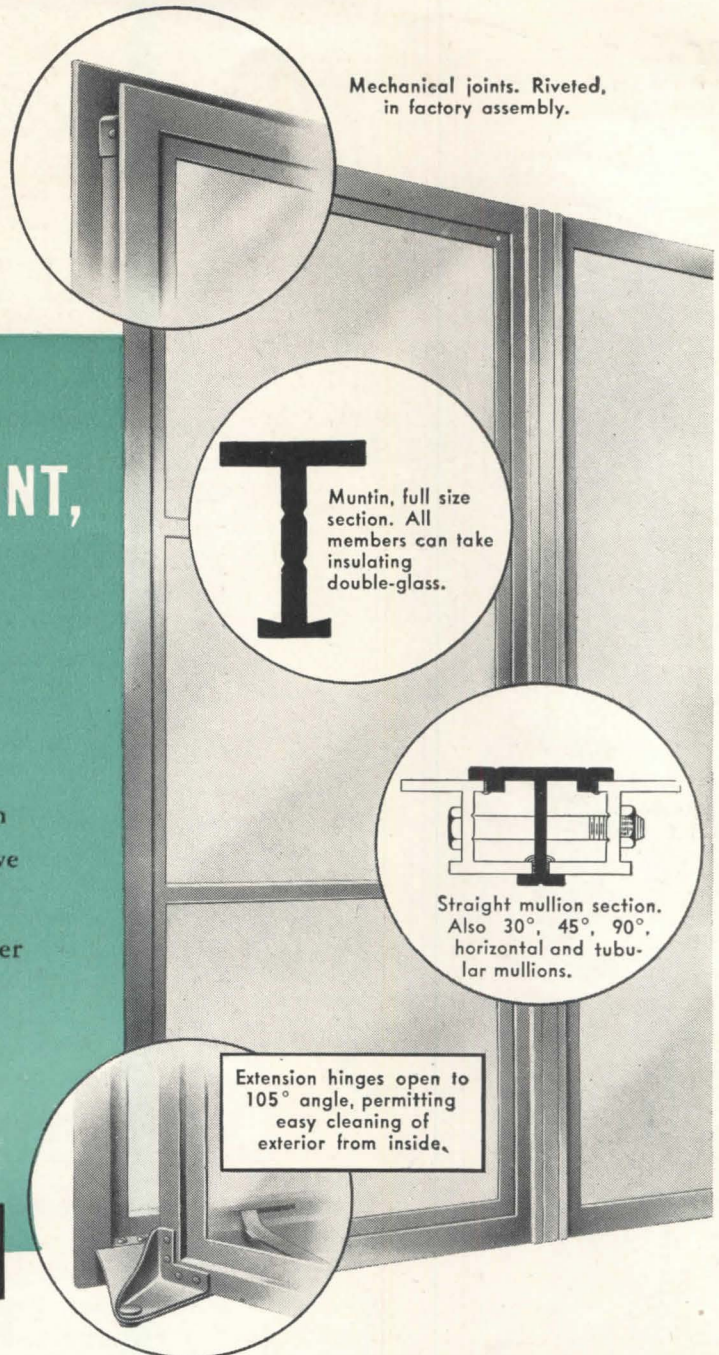 Mechanical joints. Riveted,
in factory assembly.
NT,
Muntin, full size
section. All
members can take
insulating
double-glass.
Straight mullion section.
Also 30°, 45°, 90°,
horizontal and tubu-
lar mullions.
Extension hinges open to
105° angle, permitting
easy cleaning of
exterior from inside.